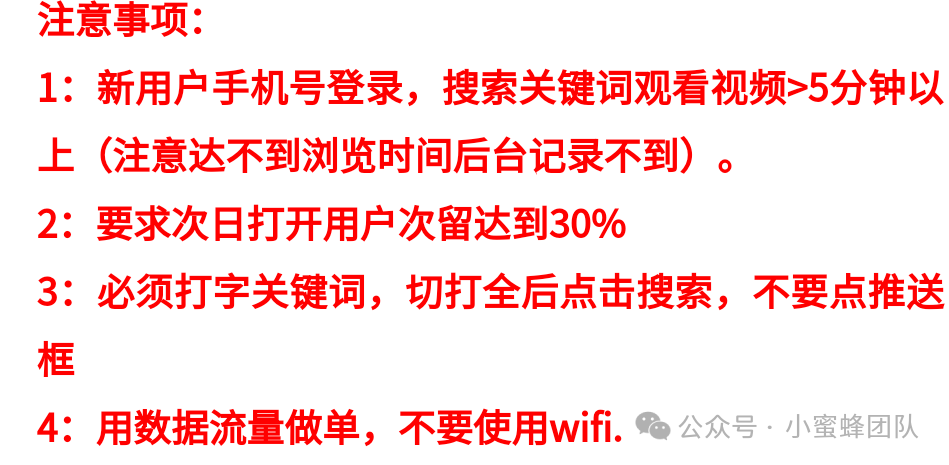 注意事项：
1：新用户手机号登录，搜索关键词观看视频>5分钟以
上（注意达不到浏览时间后台记录不到）。
2：要求次日打开用户次留达到30%
3：必须打字关键词，切打全后点击搜索，不要点推送
框
4：用数据流量做单，不要使用wifi.
公众号 · 小蜜蜂团队